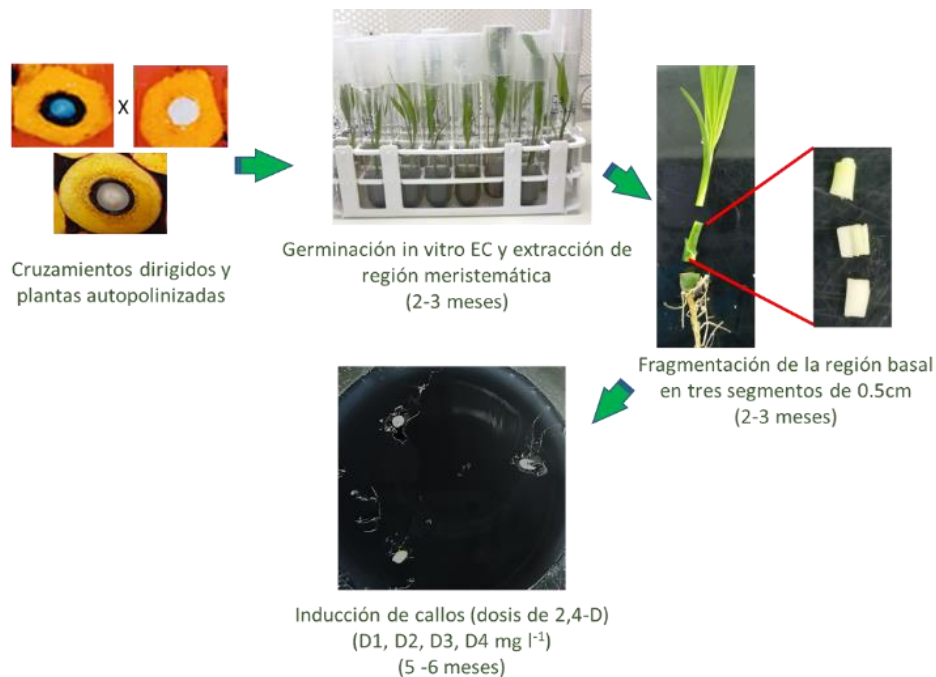 X
Cruzamientos dirigidos y
plantas autopolinizadas
Germinación in vitro EC y extracción de
región meristemática
(2-3 meses)
Fragmentación de la región basal
en tres segmentos de 0.5cm
(2-3 meses)
Inducción de callos (dosis de 2,4-D)
(D1, D2, D3, D4 mg l⁻¹)
(5 -6 meses)